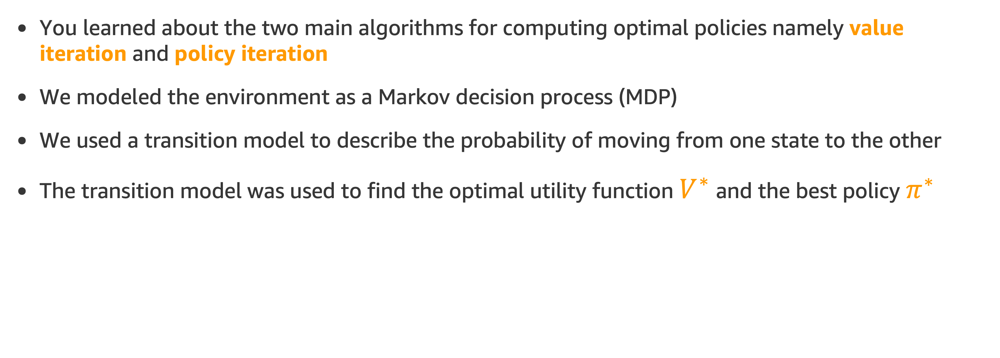 • You learned about the two main algorithms for computing optimal policies namely value
iteration and policy iteration
• We modeled the environment as a Markov decision process (MDP)
• We used a transition model to describe the probability of moving from one state to the other
• The transition model was used to find the optimal utility function V* and the best policy π*